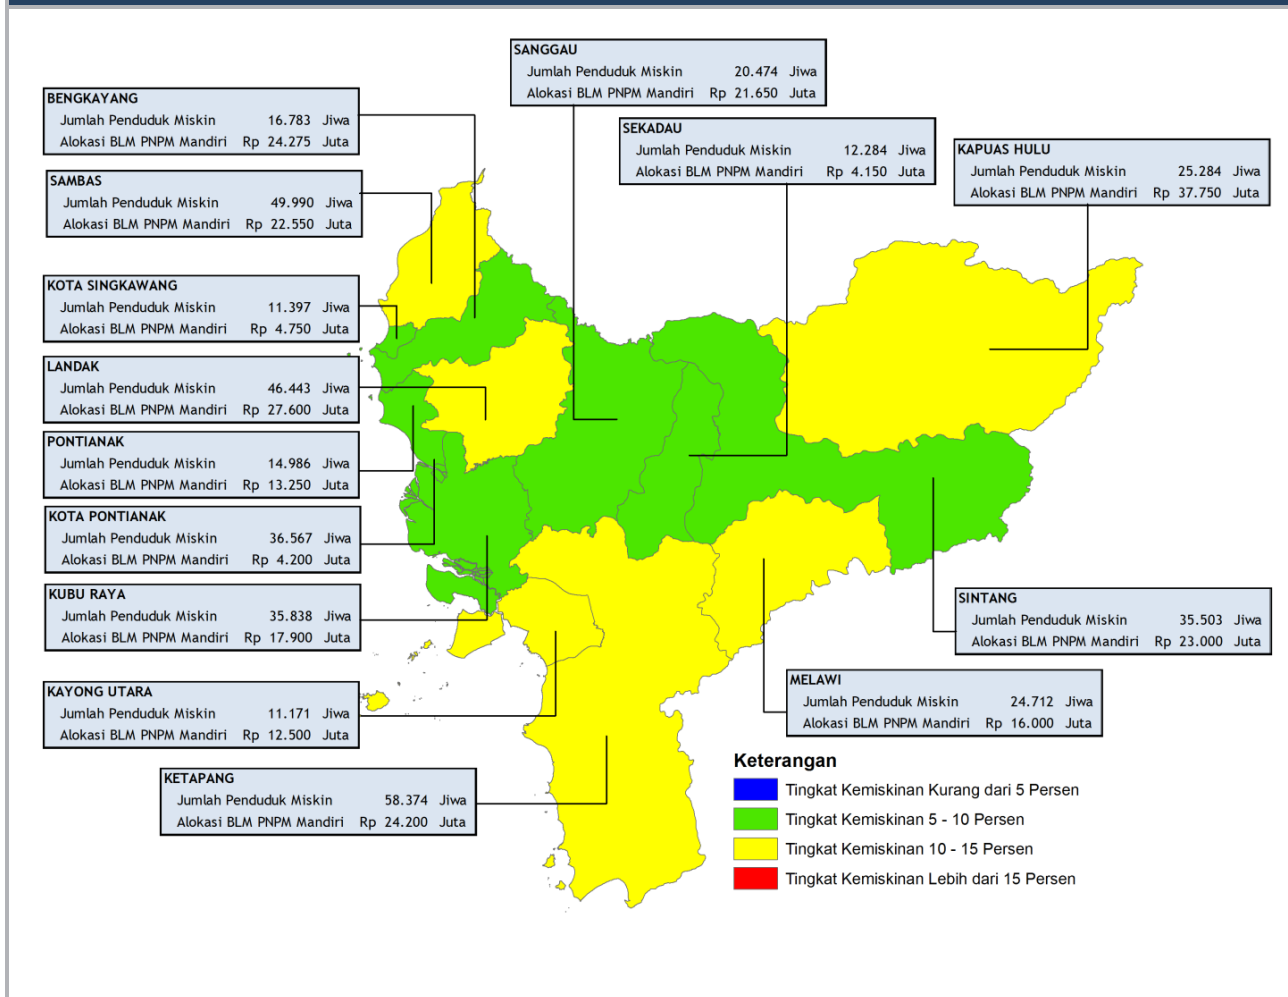 SANGGAU
Jumlah Penduduk Miskin 20.474 Jiwa
Alokasi BLM PNPM Mandiri Rp 21.650 Juta
BENGKAYANG
Jumlah Penduduk Miskin 16.783 Jiwa
Alokasi BLM PNPM Mandiri Rp 24.275 Juta
SEKADAU
Jumlah Penduduk Miskin 12.284 Jiwa
Alokasi BLM PNPM Mandiri Rp 4.150 Juta
KAPUAS HULU
Jumlah Penduduk Miskin 25.284 Jiwa
Alokasi BLM PNPM Mandiri Rp 37.750 Juta
SAMBAS
Jumlah Penduduk Miskin 49.990 Jiwa
Alokasi BLM PNPM Mandiri Rp 22.550 Juta
KOTA SINGKAWANG
Jumlah Penduduk Miskin 11.397 Jiwa
Alokasi BLM PNPM Mandiri Rp 4.750 Juta
LANDAK
Jumlah Penduduk Miskin 46.443 Jiwa
Alokasi BLM PNPM Mandiri Rp 27.600 Juta
PONTIANAK
Jumlah Penduduk Miskin 14.986 Jiwa
Alokasi BLM PNPM Mandiri Rp 13.250 Juta
KOTA PONTIANAK
Jumlah Penduduk Miskin 36.567 Jiwa
Alokasi BLM PNPM Mandiri Rp 4.200 Juta
KUBU RAYA
Jumlah Penduduk Miskin 35.838 Jiwa
Alokasi BLM PNPM Mandiri Rp 17.900 Juta
SINTANG
Jumlah Penduduk Miskin 35.503 Jiwa
Alokasi BLM PNPM Mandiri Rp 23.000 Juta
MELAWI
Jumlah Penduduk Miskin 24.712 Jiwa
Alokasi BLM PNPM Mandiri Rp 16.000 Juta
KAYONG UTARA
Jumlah Penduduk Miskin 11.171 Jiwa
Alokasi BLM PNPM Mandiri Rp 12.500 Juta
KETAPANG
Jumlah Penduduk Miskin 58.374 Jiwa
Alokasi BLM PNPM Mandiri Rp 24.200 Juta
Keterangan
Tingkat Kemiskinan Kurang dari 5 Persen
Tingkat Kemiskinan 5 - 10 Persen
Tingkat Kemiskinan 10 - 15 Persen
Tingkat Kemiskinan Lebih dari 15 Persen